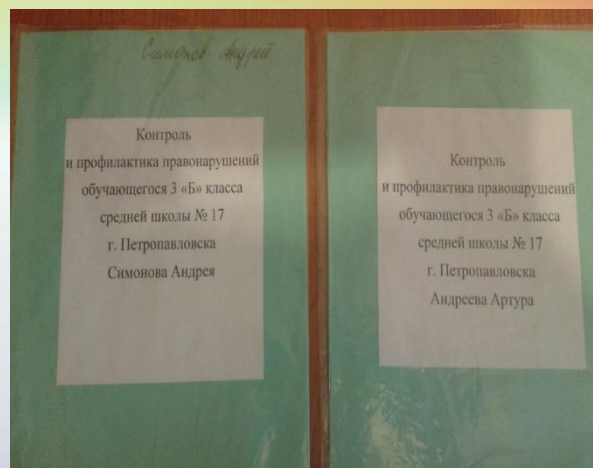 Симонов Андрей
Контроль
и профилактика правонарушений
обучающегося 3 «Б» класса
средней школы № 17
г. Петропавловска
Симонова Андрея
Контроль
и профилактика правонарушений
обучающегося 3 «Б» класса
средней школы № 17
г. Петропавловска
Андреева Артура